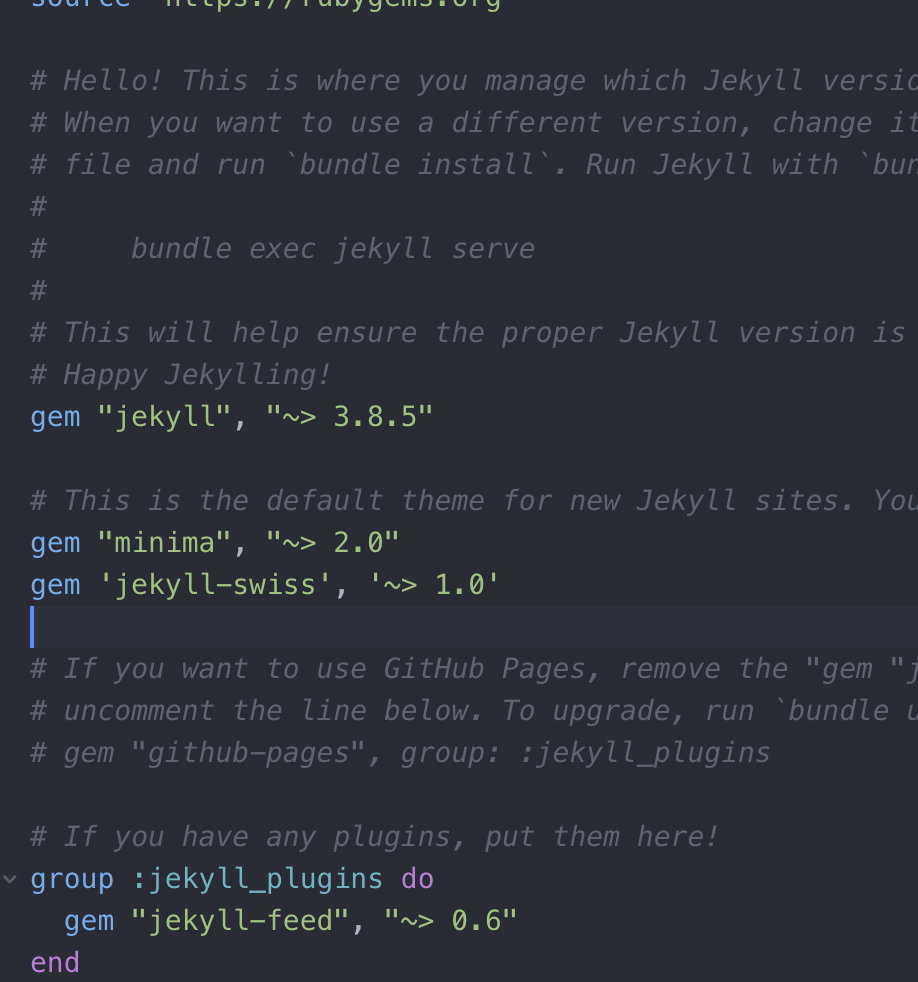 source "https://rubygems.org"
# Hello! This is where you manage which Jekyll
# When you want to use a different version, change
# file and run `bundle install`. Run Jekyll with
#
#     bundle exec jekyll serve
#
# This will help ensure the proper Jekyll version is
# Happy Jekylling!
gem "jekyll", "~> 3.8.5"
# This is the default theme for new Jekyll sites. You
gem "minima", "~> 2.0"
gem 'jekyll-swiss', '~> 1.0'
# If you want to use GitHub Pages, remove the "gem
# uncomment the line below. To upgrade, run `bundle
# gem "github-pages", group: :jekyll_plugins
# If you have any plugins, put them here!
group :jekyll_plugins do
  gem "jekyll-feed", "~> 0.6"
end